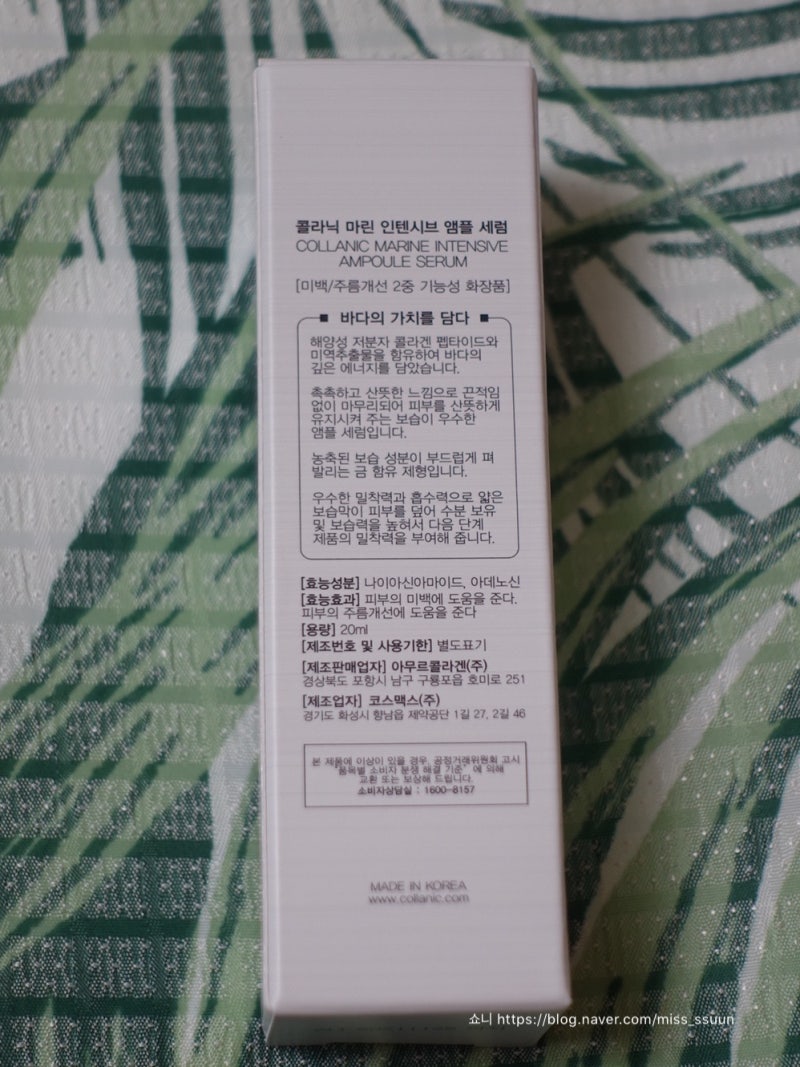 콜라닉 마린 인텐시브 앰플 세럼
COLLANIC MARINE INTENSIVE
AMPOULE SERUM
[미백/주름개선 2중 기능성 화장품]
■ 바다의 가치를 담다 ■
해양성 저분자 콜라겐 펩타이드와
미역추출물을 함유하여 바다의
깊은 에너지를 담았습니다.
촉촉하고 산뜻한 느낌으로 끈적임
없이 마무리되어 피부를 산뜻하게
유지시켜 주는 보습이 우수한
앰플 세럼입니다.
농축된 보습 성분이 부드럽게 펴
발리는 금 함유 제형입니다.
우수한 밀착력과 흡수력으로 얇은
보습막이 피부를 덮어 수분 보유
및 보습력을 높혀서 다음 단계
제품의 밀착력을 부여해 줍니다.
[효능성분] 나이아신아마이드, 아데노신
[효능효과] 피부의 미백에 도움을 준다.
피부의 주름개선에 도움을 준다
[용량] 20ml
[제조번호 및 사용기한] 별도표기
[제조판매업자] 아무르콜라겐(주)
경상북도 포항시 남구 구룡포읍 호미로 251
[제조업자] 코스맥스(주)
경기도 화성시 향남읍 제약공단 1길 27, 2길 46
본 제품에 이상이 있을 경우, 공정거래위원회 고시
"품목별 소비자 분쟁 해결 기준" 에 의해
교환 또는 보상해 드립니다.
소비자상담실 : 1600-8157
MADE IN KOREA
www.collanic.com
쇼니 https://blog.naver.com/miss_ssuun